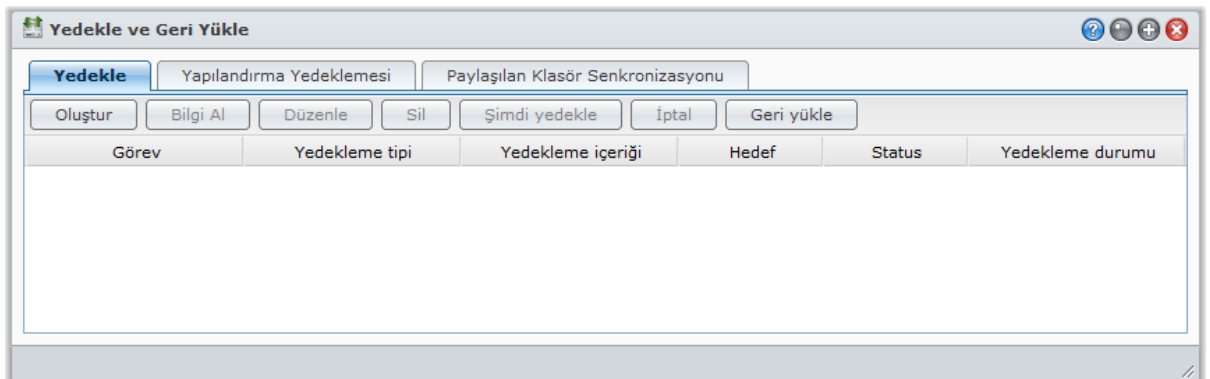 Yedekle ve Geri Yükle
Yedekle Yapılandırma Yedeklemesi Paylaşılan Klasör Senkronizasyonu
Oluştur Bilgi Al Düzenle Sil Şimdi yedekle İptal Geri yükle
Görev Yedekleme tipi Yedekleme içeriği Hedef Status Yedekleme durumu